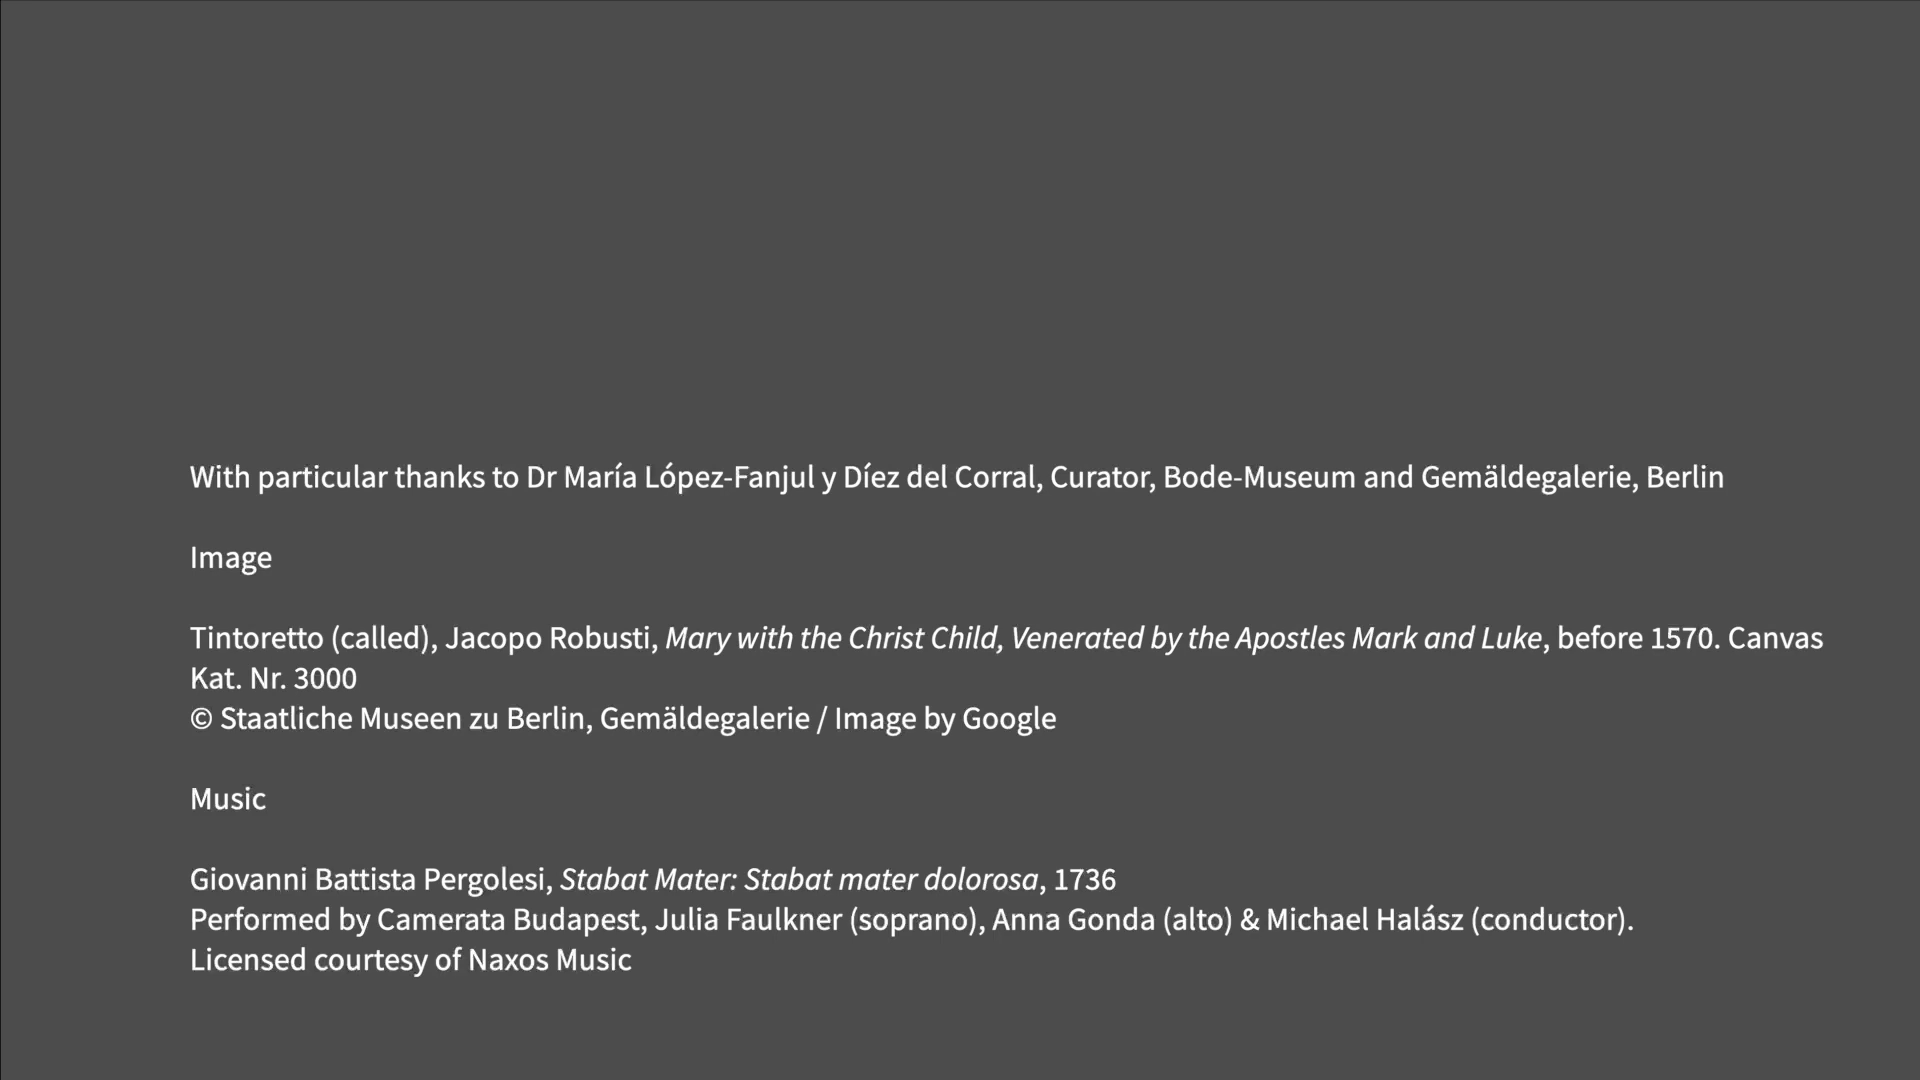 With particular thanks to Dr María López-Fanjul y Díez del Corral, Curator, Bode-Museum and Gemäldegalerie, Berlin
Image
Tintoretto (called), Jacopo Robusti, Mary with the Christ Child, Venerated by the Apostles Mark and Luke, before 1570. Canvas
Kat. Nr. 3000
© Staatliche Museen zu Berlin, Gemäldegalerie / Image by Google
Music
Giovanni Battista Pergolesi, Stabat Mater: Stabat mater dolorosa, 1736
Performed by Camerata Budapest, Julia Faulkner (soprano), Anna Gonda (alto) & Michael Halász (conductor).
Licensed courtesy of Naxos Music